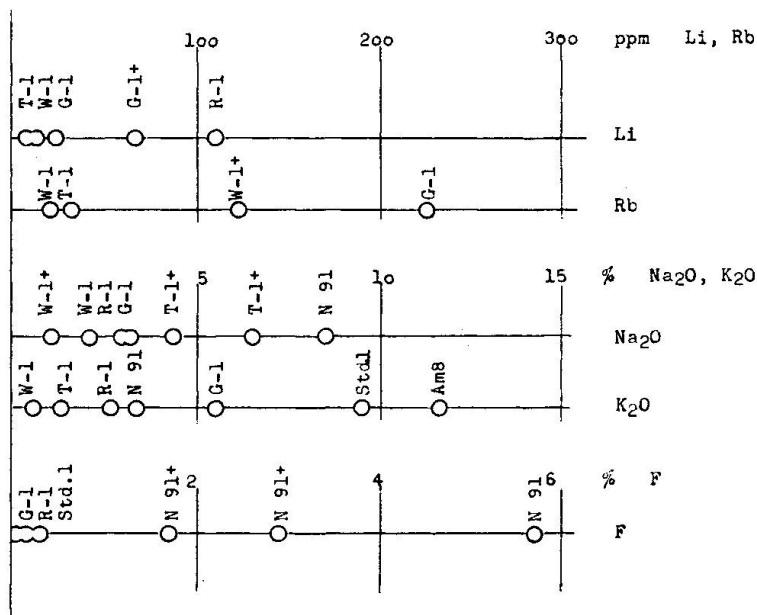 100 200 300 ppm Li, Rb
T-1 W-1 G-1 G-1+ R-1
Li
W-1 T-1 W-1+ G-1
Rb
5 10 15 % Na2O, K2O
W-1+ W-1 R-1 G-1 T-1+ T-1+ N 91
Na2O
W-1 T-1 R-1 N 91 G-1 Std1 Am8
K2O
2 4 6 % F
G-1 R-1 Std.1 N 91+ N 91+ N 91
F